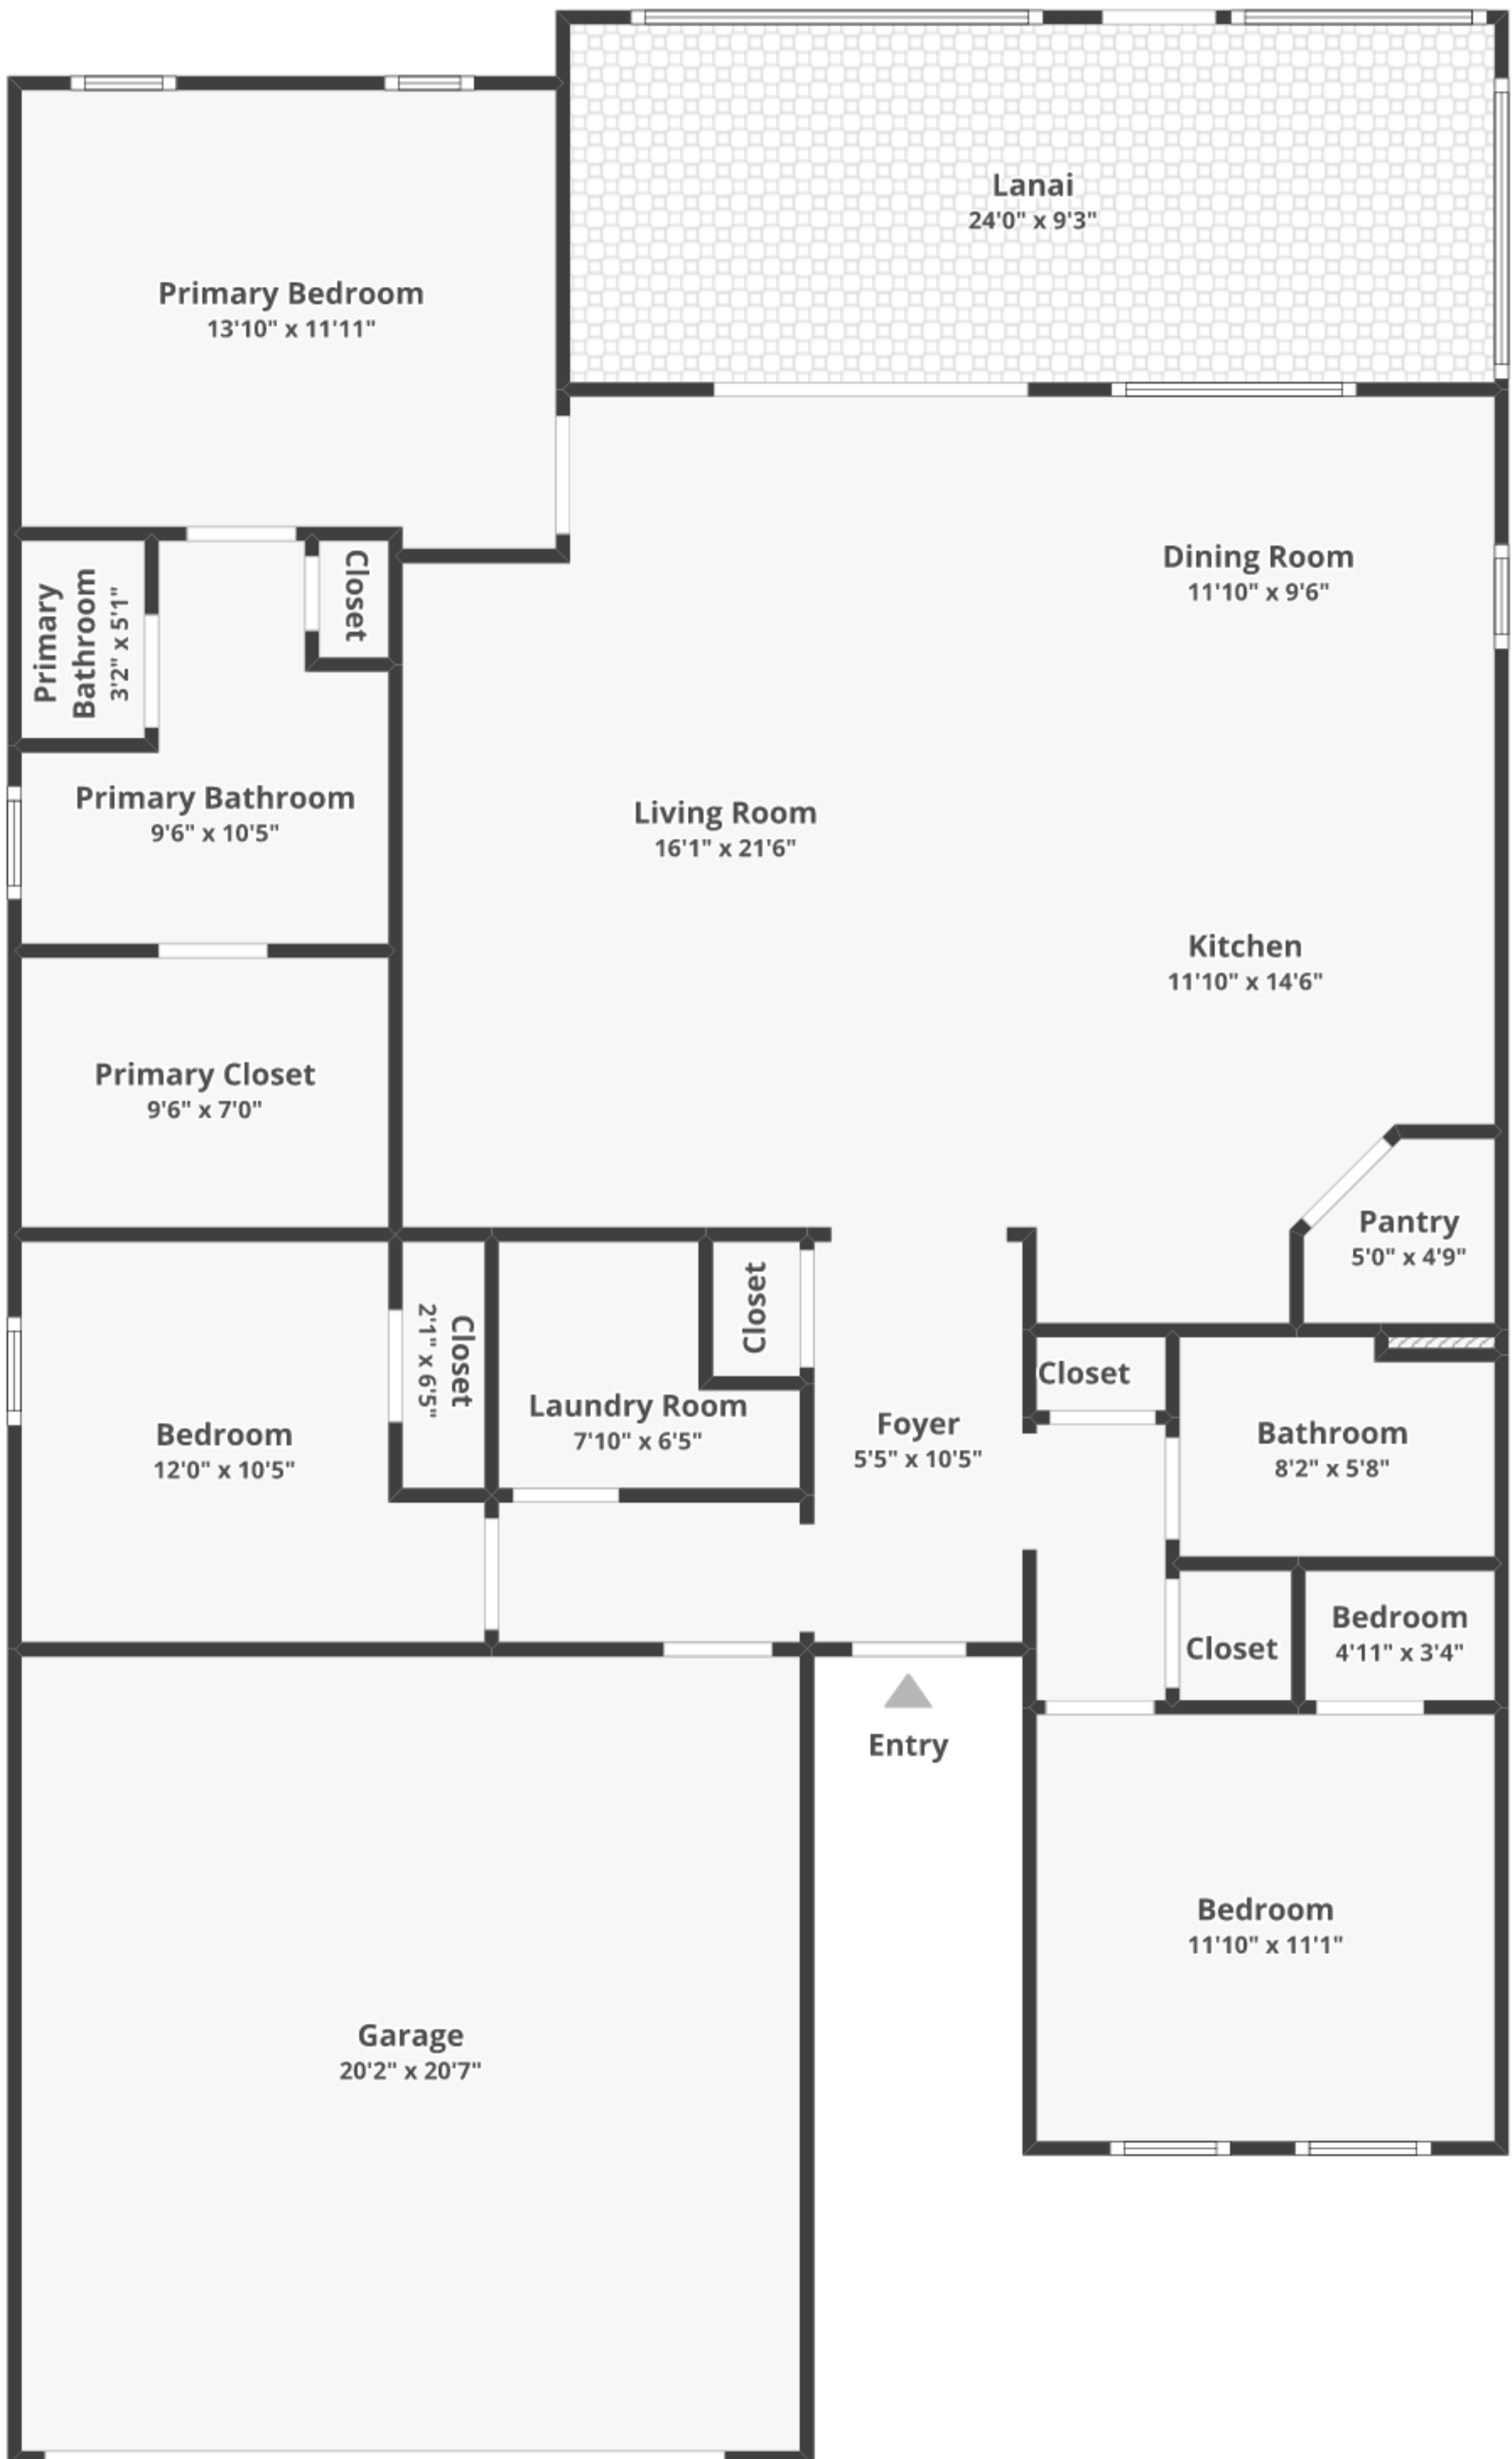 Lanai
24'0" x 9'3"
Primary Bedroom
13'10" x 11'11"
Dining Room
11'10" x 9'6"
Closet
Primary
Bathroom
3'2" x 5'1"
Primary Bathroom
9'6" x 10'5"
Living Room
16'1" x 21'6"
Kitchen
11'10" x 14'6"
Primary Closet
9'6" x 7'0"
Pantry
5'0" x 4'9"
Closet
2'1" x 6'5"
Closet
Closet
Laundry Room
7'10" x 6'5"
Foyer
5'5" x 10'5"
Bedroom
12'0" x 10'5"
Bathroom
8'2" x 5'8"
Closet
Bedroom
4'11" x 3'4"
Entry
Bedroom
11'10" x 11'1"
Garage
20'2" x 20'7"